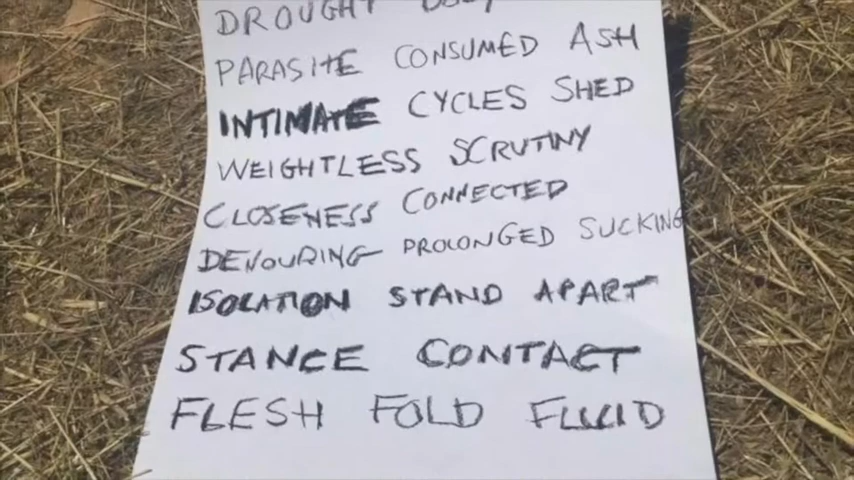 DROUGHT
PARASITE CONSUMED ASH
INTIMATE CYCLES SHED
WEIGHTLESS SCRUTINY
CLOSENESS CONNECTED
DEVOURING PROLONGED SUCKING
ISOLATION STAND APART
STANCE CONTACT
FLESH FOLD FLUID